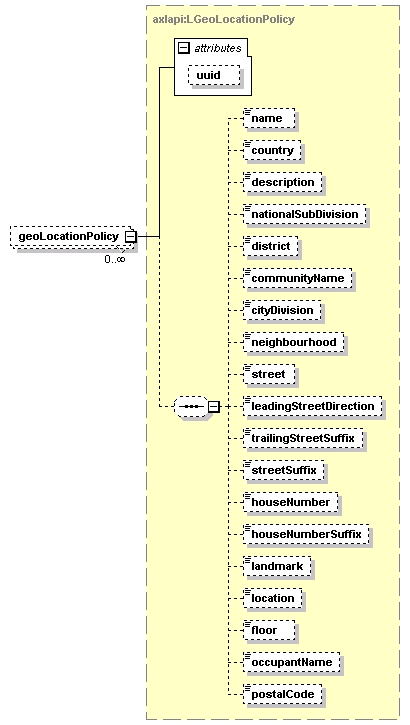 axlapi:LGeoLocationPolicy
attributes
uuid
name
country
description
nationalSubDivision
geoLocationPolicy
0..∞
district
communityName
cityDivision
neighbourhood
street
leadingStreetDirection
trailingStreetSuffix
streetSuffix
houseNumber
houseNumberSuffix
landmark
location
floor
occupantName
postalCode